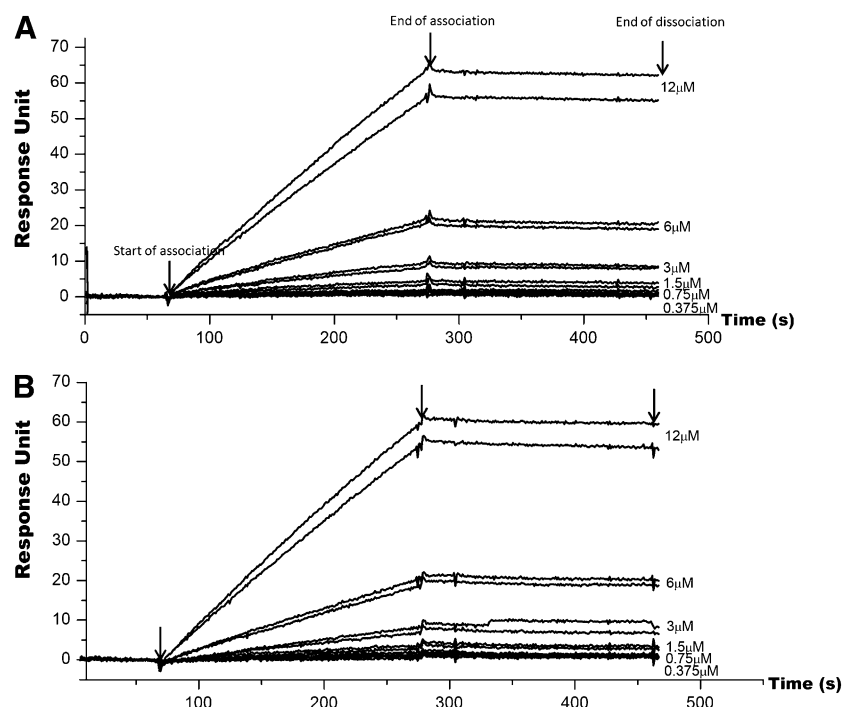 A
End of association
End of dissociation
70
60
12µM
50
40
Response Unit
30
20
6µM
Start of association
10
3µM
1.5µM
0
0.75µM
0.375µM
0 100 200 300 400 500
Time (s)
B
70
60
12µM
50
40
Response Unit
30
20
6µM
10
3µM
1.5µM
0
0.75µM
0.375µM
100 200 300 400 500
Time (s)